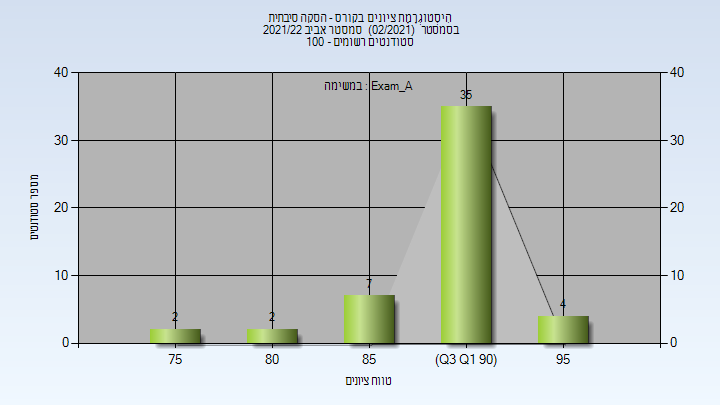 היסטוגרמת ציונים בקורס - הסקה סיבתית
בסמסטר (02/2021) סמסטר אביב 2021/22
סטודנטים רשומים - 100
במשימה : Exam_A
מספר סטודנטים
40
30
20
10
0
40
30
20
10
0
2
2
7
35
4
75
80
85
(Q3 Q1 90)
95
טווח ציונים